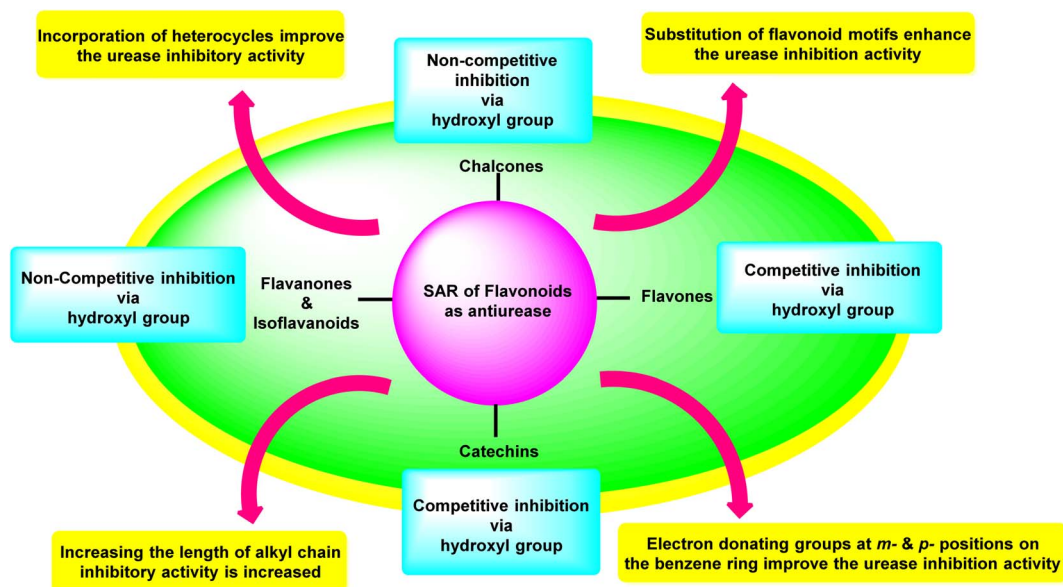 Incorporation of heterocycles improve
the urease inhibitory activity
Substitution of flavonoid motifs enhance
the urease inhibition activity
Non-competitive
inhibition
via
hydroxyl group
Chalcones
Non-Competitive inhibition
via
hydroxyl group
Flavanones
&
Isoflavanoids
SAR of Flavonoids
as antiurease
Flavones
Competitive inhibition
via
hydroxyl group
Catechins
Competitive inhibition
via
hydroxyl group
Increasing the length of alkyl chain
inhibitory activity is increased
Electron donating groups at m- & p- positions on
the benzene ring improve the urease inhibition activity